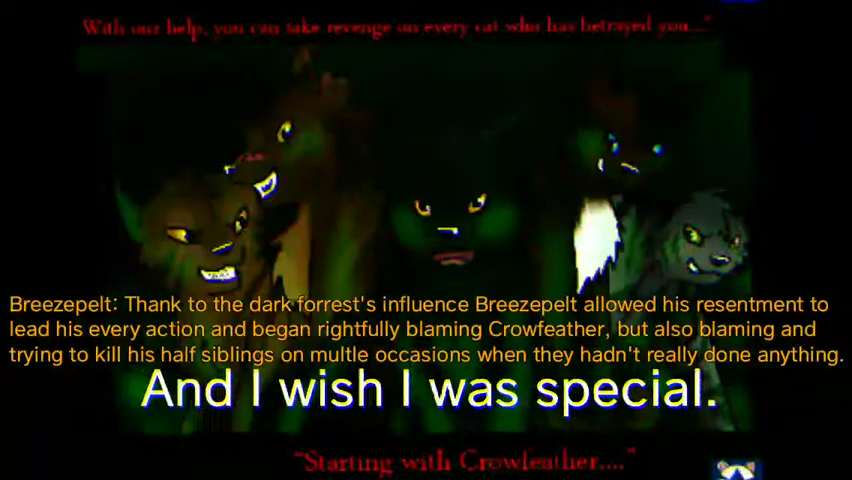 With our help, you can take revenge on every cat who has betrayed you..."
Breezepelt: Thank to the dark forrest's influence Breezepelt allowed his resentment to
lead his every action and began rightfully blaming Crowfeather, but also blaming and
trying to kill his half siblings on multle occasions when they hadn't really done anything.
And I wish I was special.
"Starting with Crowfeather...."